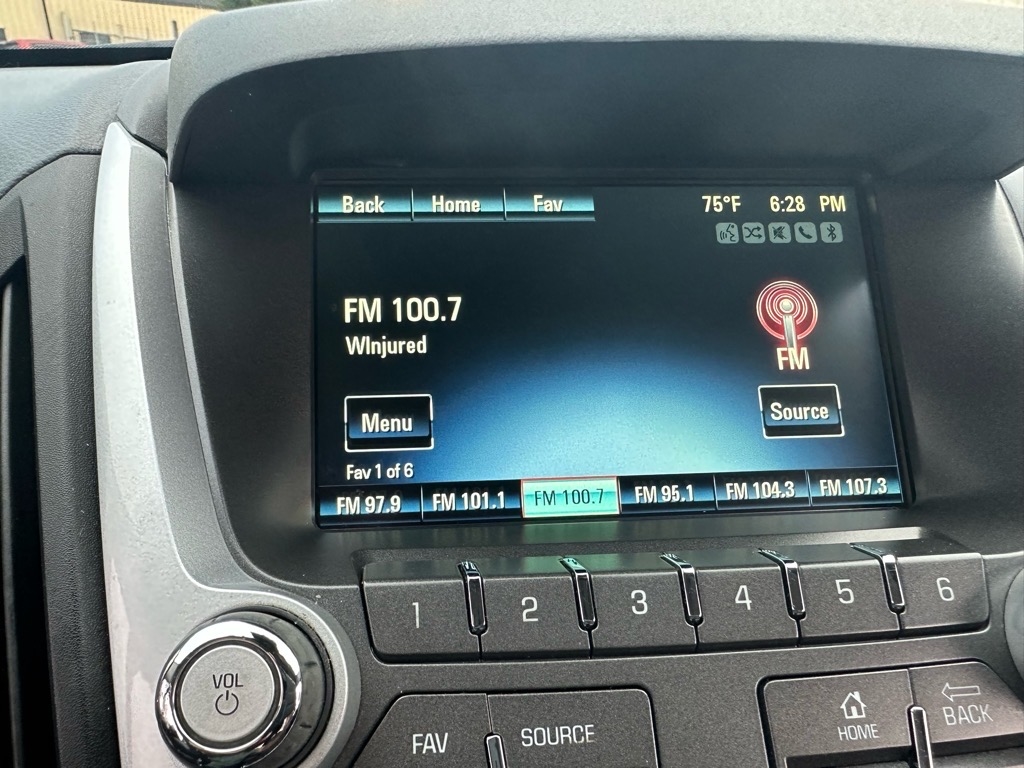 Back Home Fav 75°F 6:28 PM
FM 100.7
WInjured
FM
Menu
Source
Fav 1 of 6
FM 97.9 FM 101.1 FM 100.7 FM 95.1 FM 104.3 FM 107.3
1 2 3 4 5 6
VOL
FAV SOURCE
HOME BACK